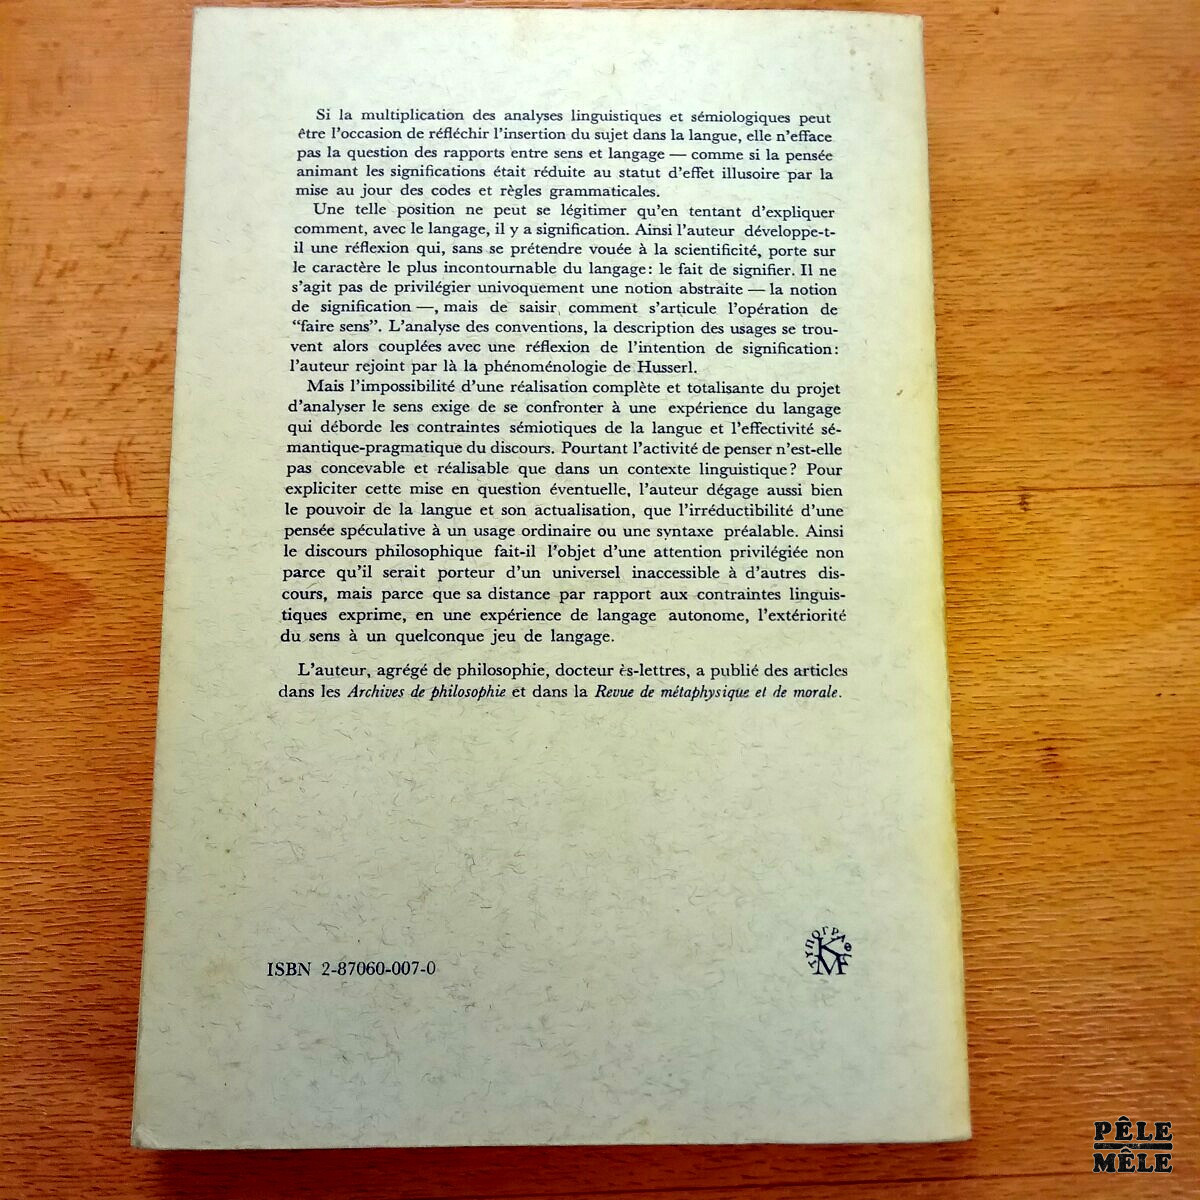 Si la multiplication des analyses linguistiques et sémiologiques peut
être l'occasion de réfléchir l'insertion du sujet dans la langue, elle n'efface
pas la question des rapports entre sens et langage — comme si la pensée
animant les significations était réduite au statut d'effet illusoire par la
mise au jour des codes et règles grammaticales.
Une telle position ne peut se légitimer qu'en tentant d'expliquer
comment, avec le langage, il y a signification. Ainsi l'auteur développe-t-
il une réflexion qui, sans se prétendre vouée à la scientificité, porte sur
le caractère le plus incontournable du langage: le fait de signifier. Il ne
s'agit pas de privilégier univoquement une notion abstraite — la notion
de signification —, mais de saisir comment s'articule l'opération de
“faire sens”. L'analyse des conventions, la description des usages se trou-
vent alors couplées avec une réflexion de l'intention de signification:
l'auteur rejoint par là la phénoménologie de Husserl.
Mais l'impossibilité d'une réalisation complète et totalisante du projet
d'analyser le sens exige de se confronter à une expérience du langage
qui déborde les contraintes sémiotiques de la langue et l'effectivité sé-
mantique-pragmatique du discours. Pourtant l'activité de penser n'est-elle
pas concevable et réalisable que dans un contexte linguistique? Pour
expliciter cette mise en question éventuelle, l'auteur dégage aussi bien
le pouvoir de la langue et son actualisation, que l'irréductibilité d'une
pensée spéculative à un usage ordinaire ou une syntaxe préalable. Ainsi
le discours philosophique fait-il l'objet d'une attention privilégiée non
parce qu'il serait porteur d'un universel inaccessible à d'autres dis-
cours, mais parce que sa distance par rapport aux contraintes linguis-
tiques exprime, en une expérience de langage autonome, l'extériorité
du sens à un quelconque jeu de langage.
L'auteur, agrégé de philosophie, docteur ès-lettres, a publié des articles
dans les Archives de philosophie et dans la Revue de métaphysique et de morale.
ISBN 2-87060-007-0
KM
PÊLE
MÊLE